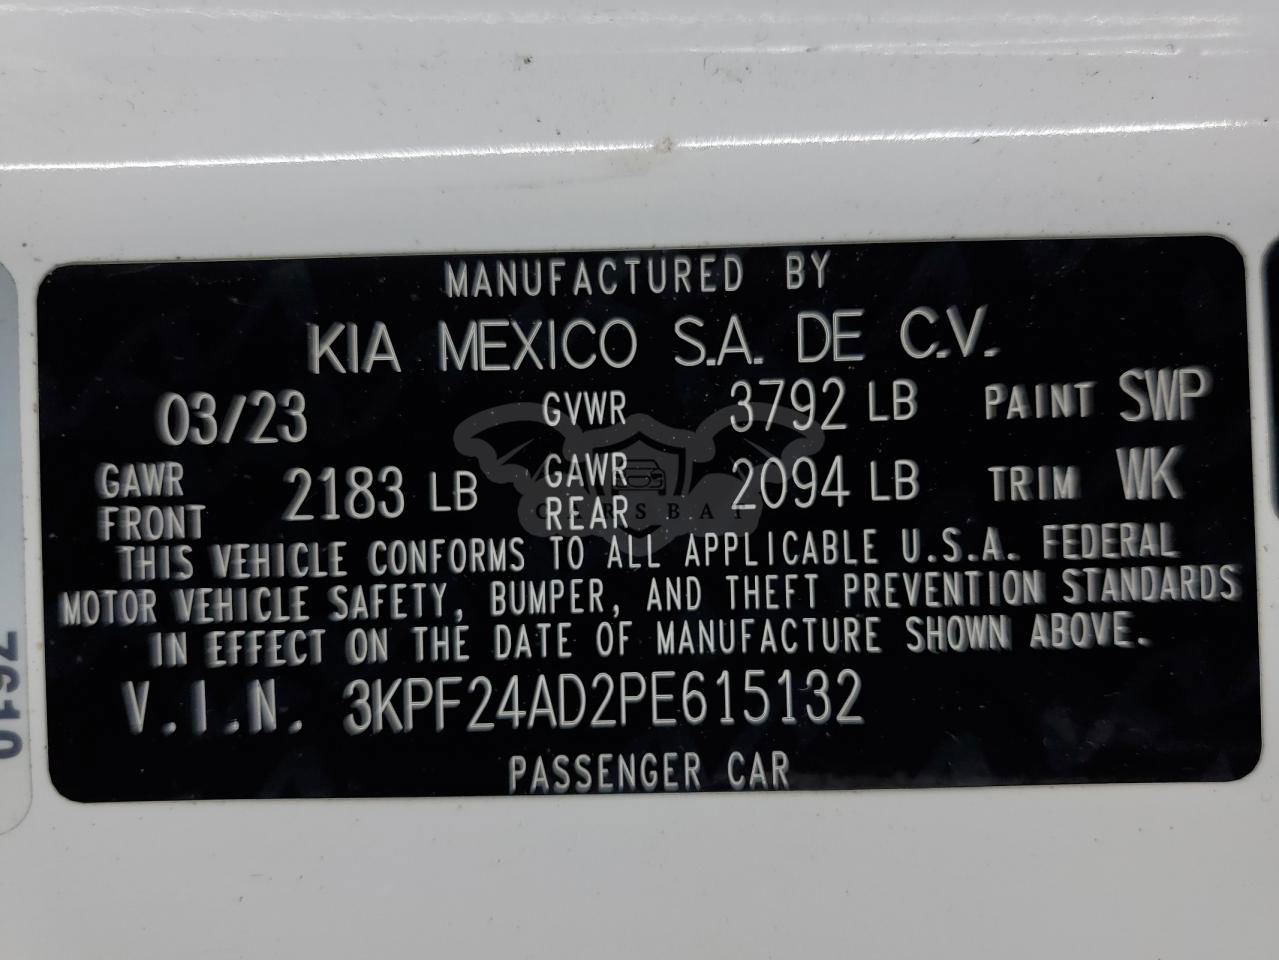 MANUFACTURED BY
KIA MEXICO S.A. DE C.V.
03/23 GVWR 3792 LB PAINT SWP
GAWR FRONT 2183 LB GAWR REAR 2094 LB TRIM WK
CARSBAT
THIS VEHICLE CONFORMS TO ALL APPLICABLE U.S.A. FEDERAL
MOTOR VEHICLE SAFETY, BUMPER, AND THEFT PREVENTION STANDARDS
IN EFFECT ON THE DATE OF MANUFACTURE SHOWN ABOVE.
V.I.N. 3KPF24AD2PE615132
PASSENGER CAR